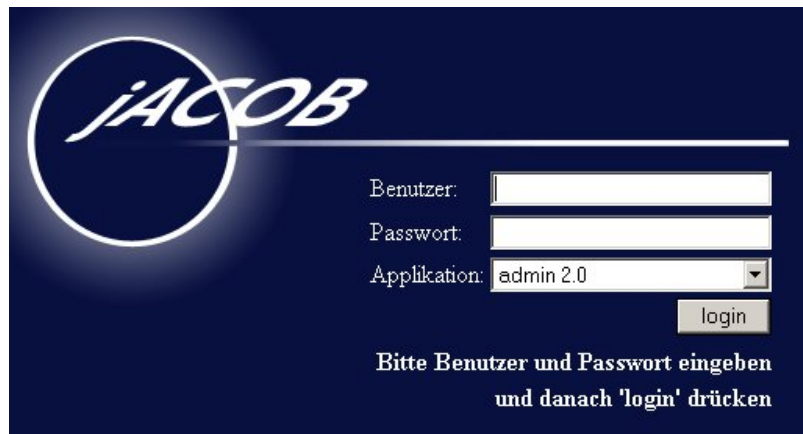 jACOB
Benutzer:
Passwort:
Applikation: admin 2.0
login
Bitte Benutzer und Passwort eingeben
und danach 'login' drücken